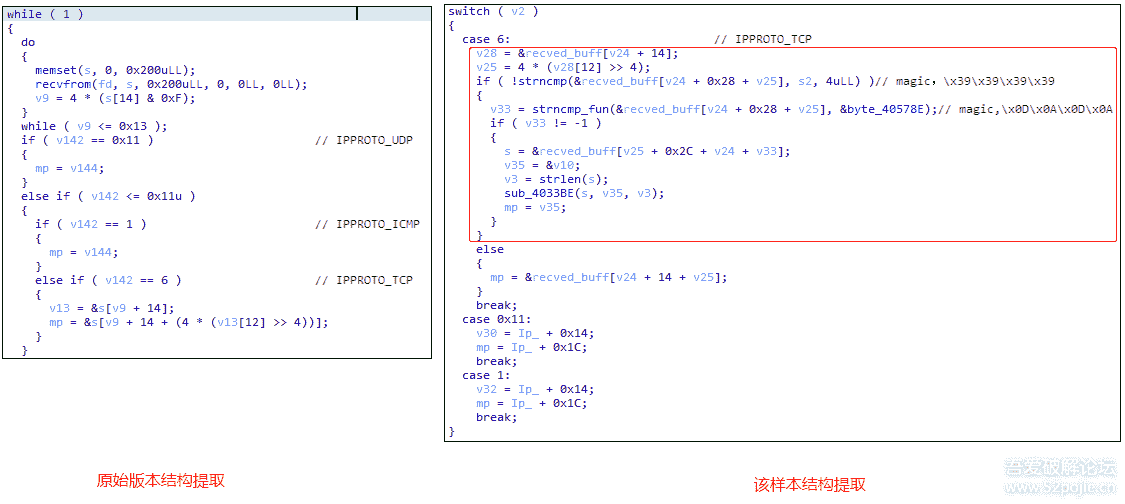 while ( 1 )
{
do
{
memset(s, 0, 0x200uLL);
recvfrom(fd, s, 0x200uLL, 0, 0LL, 0LL);
v9 = 4 * (s[14] & 0xF);
}
while ( v9 <= 0x13 );
if ( v142 == 0x11 ) // IPPROTO_UDP
{
mp = v144;
}
else if ( v142 <= 0x11u )
{
if ( v142 == 1 ) // IPPROTO_ICMP
{
mp = v144;
}
else if ( v142 == 6 ) // IPPROTO_TCP
{
v13 = &s[v9 + 14];
mp = &s[v9 + 14 + (4 * (v13[12] >> 4))];
}
}
原始版本结构提取
switch ( v2 )
{
case 6: // IPPROTO_TCP
v28 = &recved_buff[v24 + 14];
v25 = 4 * (v28[12] >> 4);
if ( !strncmp(&recved_buff[v24 + 0x28 + v25], s2, 4uLL) )// magic，\x39\x39\x39\x39
{
v33 = strncmp_fun(&recved_buff[v24 + 0x28 + v25], &byte_40578E);// magic,\x0D\x0A\x0D\x0A
if ( v33 != -1 )
{
s = &recved_buff[v25 + 0x2C + v24 + v33];
v35 = &v10;
v3 = strlen(s);
sub_4033BE(s, v35, v3);
mp = v35;
}
}
else
{
mp = &recved_buff[v24 + 14 + v25];
}
break;
case 0x11:
v30 = Ip_ + 0x14;
mp = Ip_ + 0x1C;
break;
case 1:
v32 = Ip_ + 0x14;
mp = Ip_ + 0x1C;
break;
}
该样本结构提取
吾爱破解论坛
www.52pojie.cn